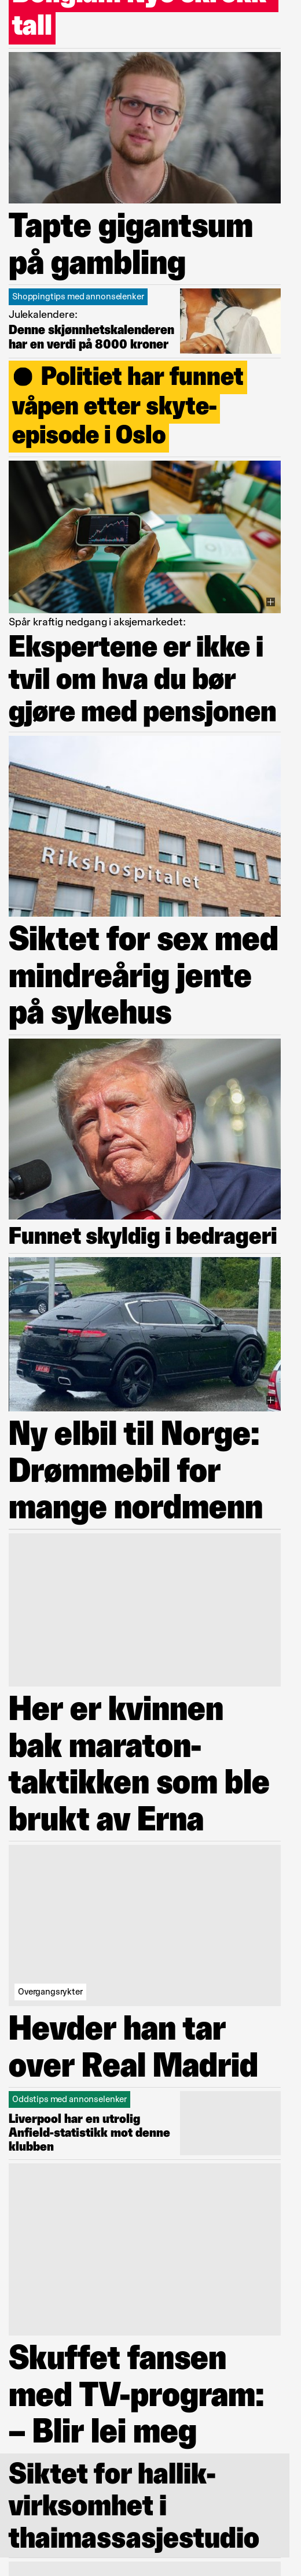 tall
Tapte gigantsum
på gambling
Shoppingtips med annonselenker
Julekalendere:
Denne skjønnhetskalenderen
har en verdi på 8000 kroner
Politiet har funnet
våpen etter skyte-
episode i Oslo
Spår kraftig nedgang i aksjemarkedet:
Ekspertene er ikke i
tvil om hva du bør
gjøre med pensjonen
Rikshospitalet
Siktet for sex med
mindreårig jente
på sykehus
Funnet skyldig i bedrageri
Ny elbil til Norge:
Drømmebil for
mange nordmenn
Her er kvinnen
bak maraton-
taktikken som ble
brukt av Erna
Overgangsrykter
Hevder han tar
over Real Madrid
Oddstips med annonselenker
Liverpool har en utrolig
Anfield-statistikk mot denne
klubben
Skuffet fansen
med TV-program:
– Blir lei meg
Siktet for hallik-
virksomhet i
thaimassasjestudio